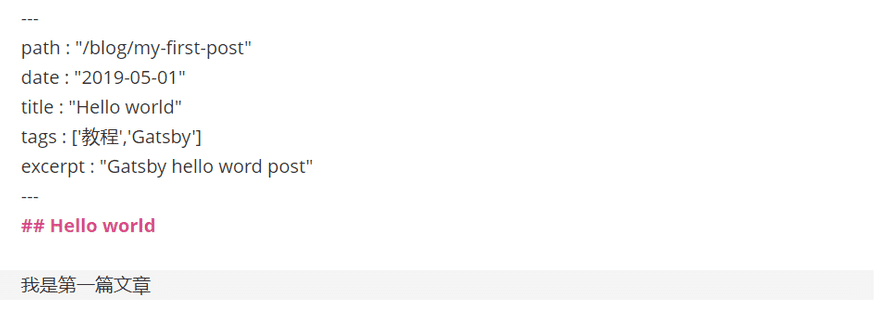 ---
path : "/blog/my-first-post"
date : "2019-05-01"
title : "Hello world"
tags : ['教程','Gatsby']
excerpt : "Gatsby hello word post"
---
## Hello world
我是第一篇文章